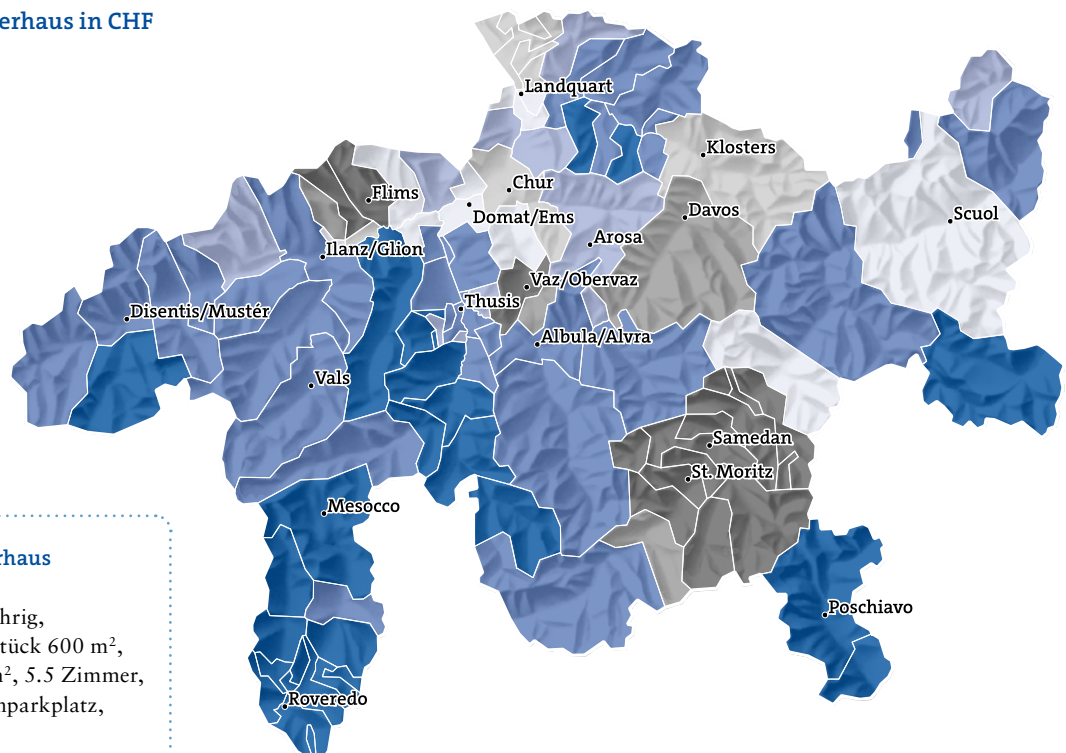 erhaus in CHF
Landquart
Klosters
Flims
Chur
Davos
Domat/Ems
Scuol
Arosa
Ilanz/Glion
Vaz/Obervaz
Thusis
Disentis/Mustér
Albula/Alvra
Vals
Samedan
St. Moritz
Mesocco
rhaus
hrig,
Poschiavo
tück 600 m²,
m², 5.5 Zimmer,
nparkplatz,
Roveredo